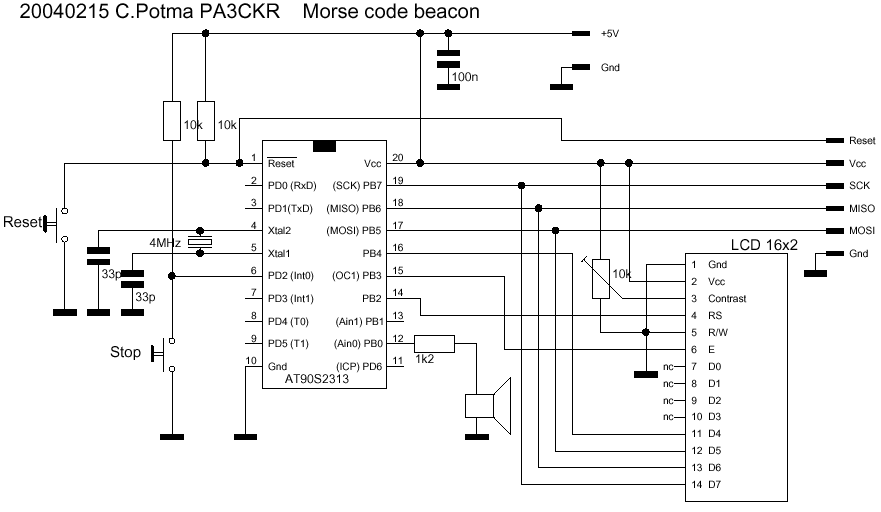 20040215 C.Potma PA3CKR Morse code beacon
+5V
Gnd
100n
10k 10k
Reset
1 Reset Vcc 20 Vcc
2 PD0 (RxD) (SCK) PB7 19 SCK
3 PD1(TxD) (MISO) PB6 18 MISO
Reset
4 Xtal2 (MOSI) PB5 17 MOSI
4MHz
5 Xtal1 PB4 16
LCD 16x2
Gnd
33p
33p
6 PD2 (Int0) (OC1) PB3 15
10k
7 PD3 (Int1) PB2 14
8 PD4 (T0) (Ain1) PB1 13
9 PD5 (T1) (Ain0) PB0 12
1k2
10 Gnd (ICP) PD6 11
AT90S2313
Stop
1 Gnd
2 Vcc
3 Contrast
4 RS
5 R/W
6 E
nc 7 D0
nc 8 D1
nc 9 D2
nc 10 D3
11 D4
12 D5
13 D6
14 D7